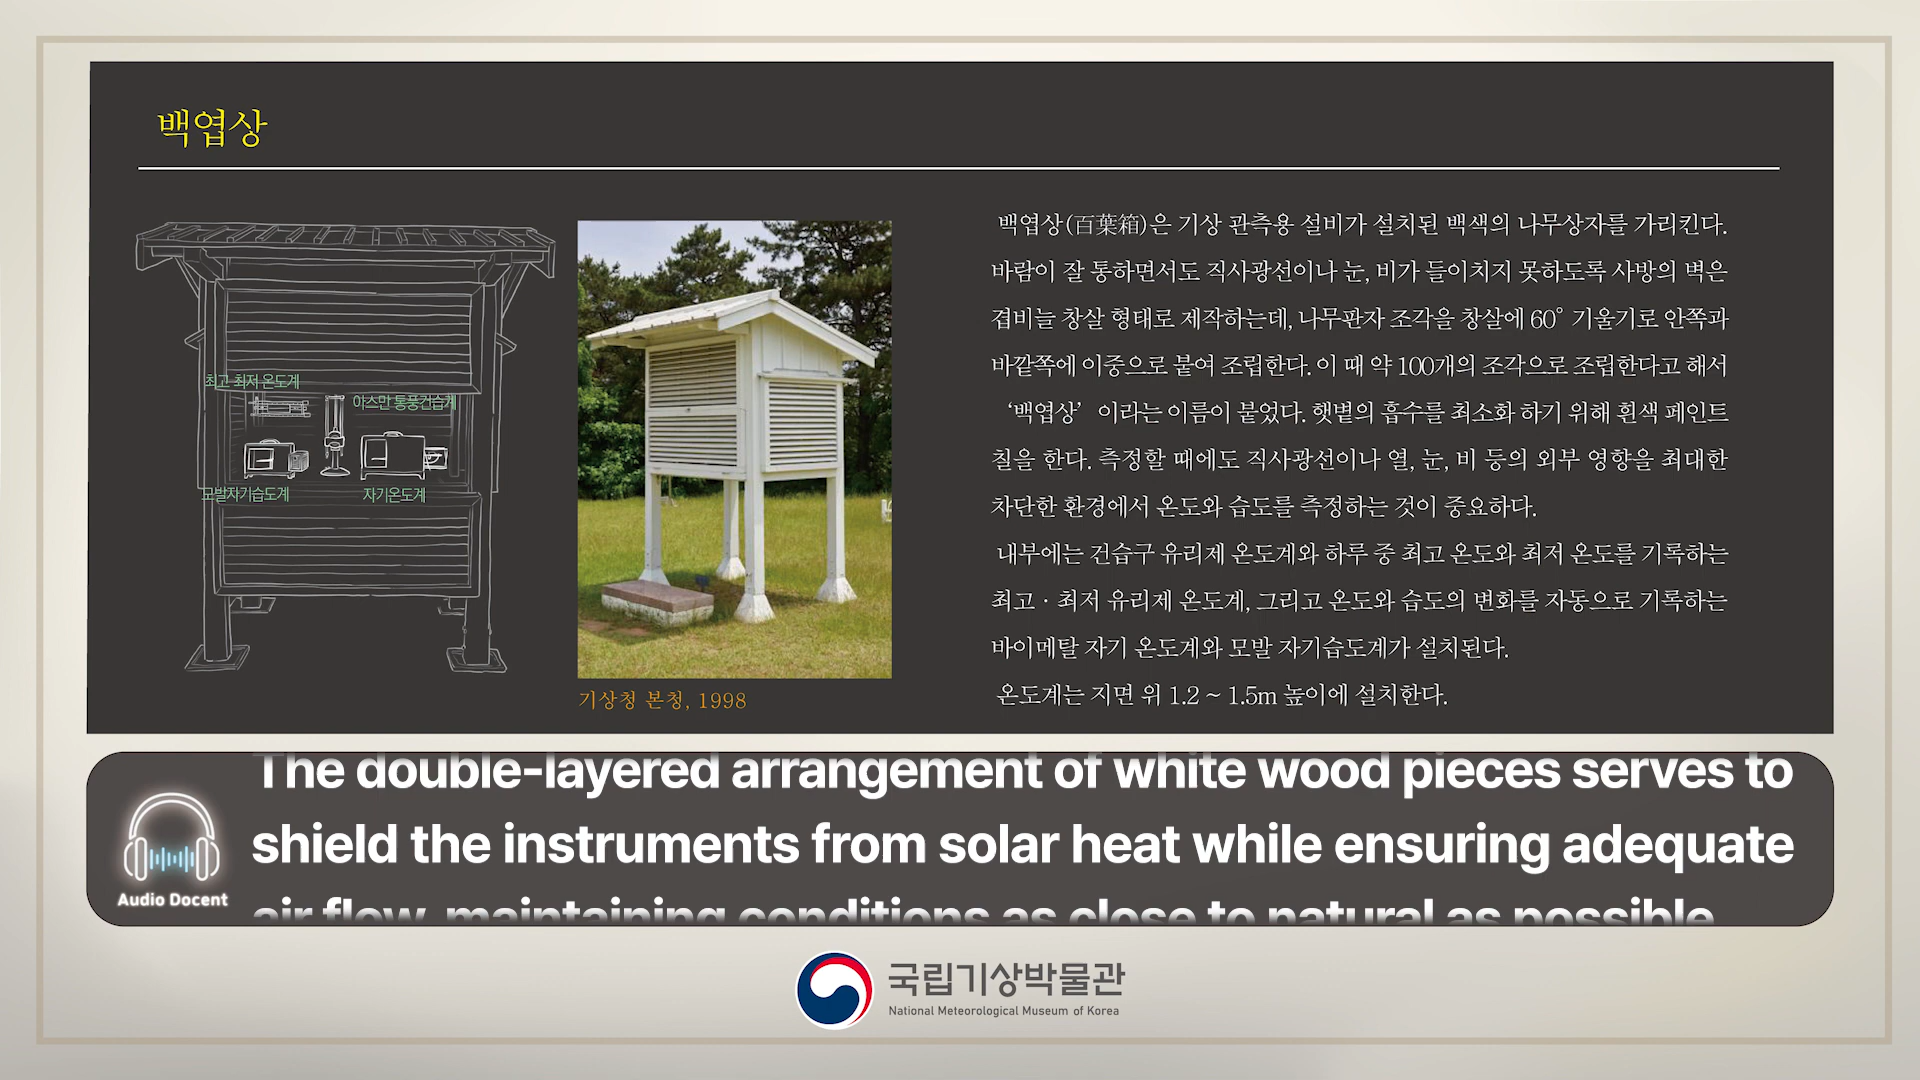 백엽상
최고 최저 온도계
아스만 통풍건습계
모발자기습도계
자기온도계
기상청 본청, 1998
백엽상(百葉箱)은 기상 관측용 설비가 설치된 백색의 나무상자를 가리킨다.
바람이 잘 통하면서도 직사광선이나 눈, 비가 들이치지 못하도록 사방의 벽은
겹비늘 창살 형태로 제작하는데, 나무판자 조각을 창살에 60° 기울기로 안쪽과
바깥쪽에 이중으로 붙여 조립한다. 이 때 약 100개의 조각으로 조립한다고 해서
‘백엽상’ 이라는 이름이 붙었다. 햇볕의 흡수를 최소화 하기 위해 흰색 페인트
칠을 한다. 측정할 때에도 직사광선이나 열, 눈, 비 등의 외부 영향을 최대한
차단한 환경에서 온도와 습도를 측정하는 것이 중요하다.
내부에는 건습구 유리제 온도계와 하루 중 최고 온도와 최저 온도를 기록하는
최고 · 최저 유리제 온도계, 그리고 온도와 습도의 변화를 자동으로 기록하는
바이메탈 자기 온도계와 모발 자기습도계가 설치된다.
온도계는 지면 위 1.2 ~ 1.5m 높이에 설치한다.
The double-layered arrangement of white wood pieces serves to
shield the instruments from solar heat while ensuring adequate
air flow, maintaining conditions as close to natural as possible
Audio Docent
국립기상박물관
National Meteorological Museum of Korea